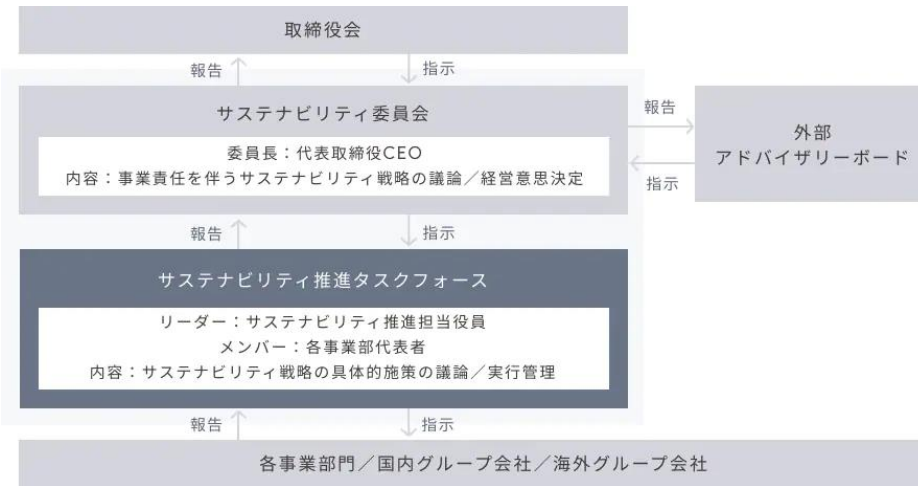 取締役会
報告
指示
サステナビリティ委員会
委員長：代表取締役CEO
内容：事業責任を伴うサステナビリティ戦略の議論／経営意思決定
報告
指示
外部
アドバイザリーボード
報告
指示
サステナビリティ推進タスクフォース
リーダー：サステナビリティ推進担当役員
メンバー：各事業部代表者
内容：サステナビリティ戦略の具体的施策の議論／実行管理
報告
指示
各事業部門／国内グループ会社／海外グループ会社